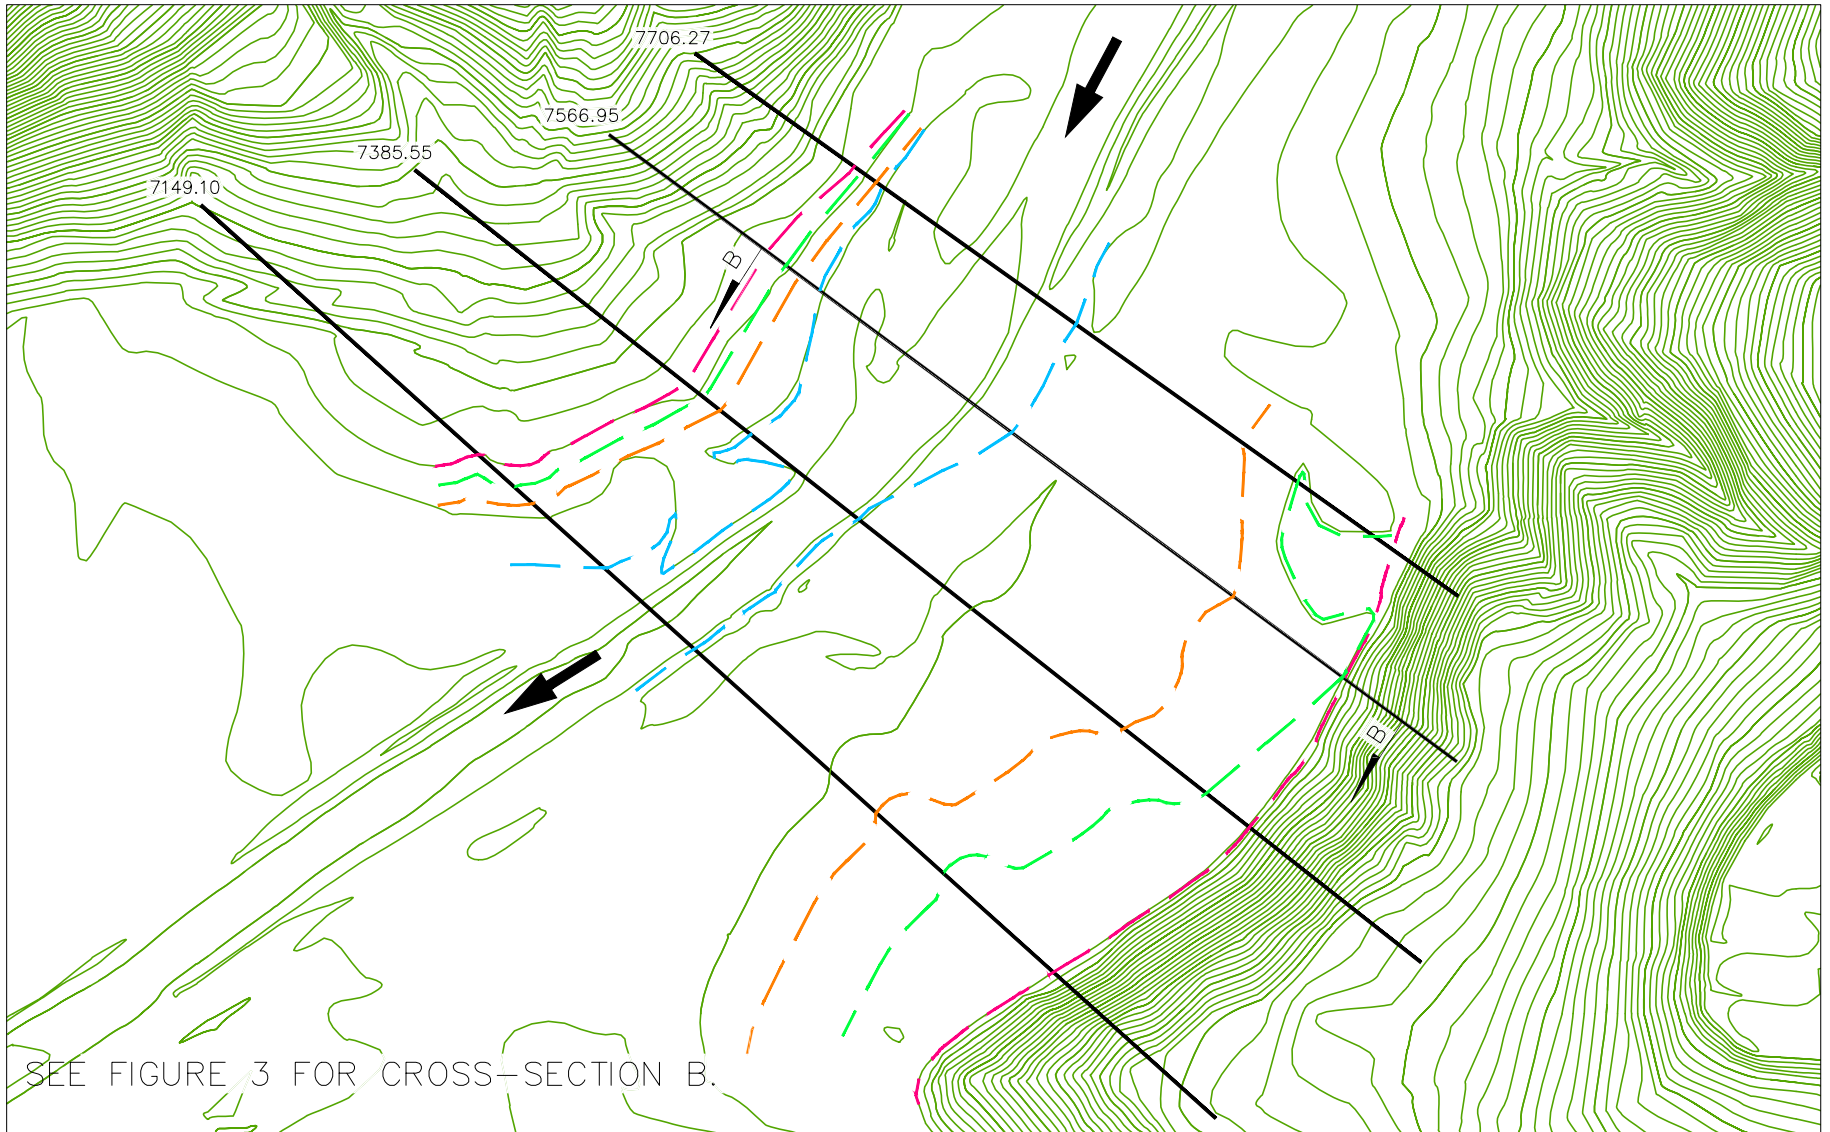 7706.27
7566.95
7385.55
7149.10
B
B
SEE FIGURE 3 FOR CROSS-SECTION B.